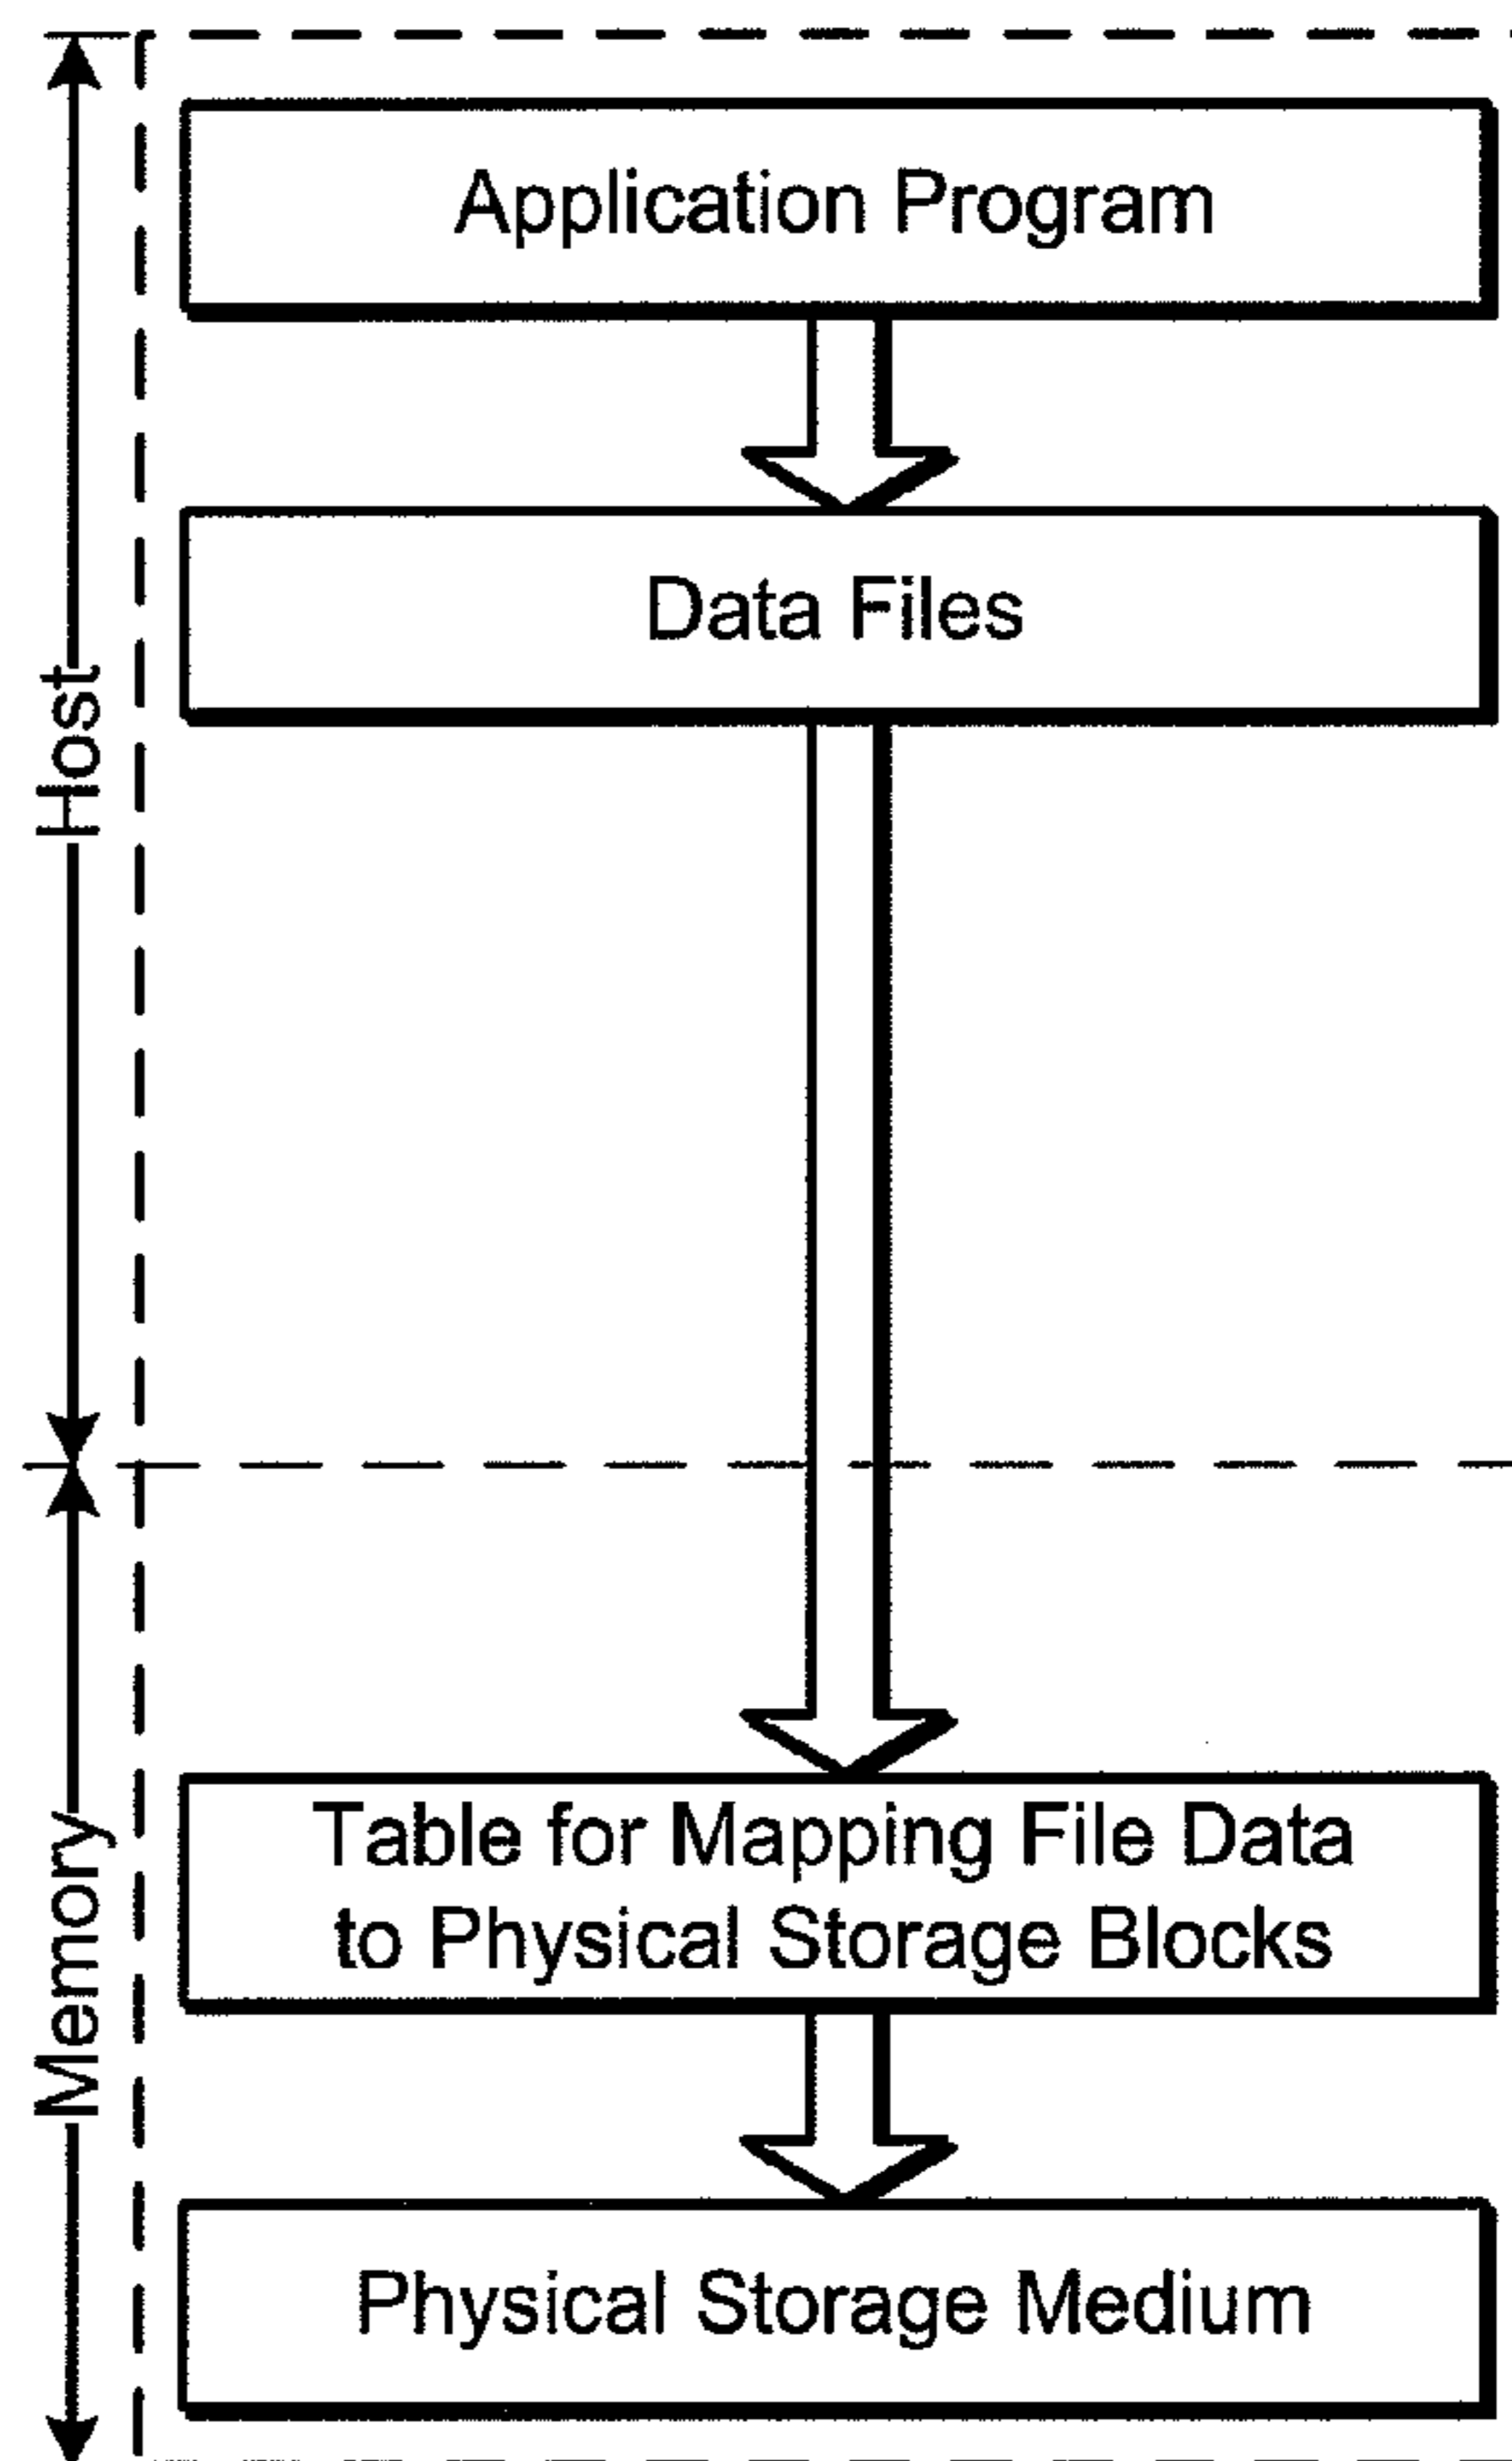 Application Program
Data Files
Host
Table for Mapping File Data
to Physical Storage Blocks
Memory
Physical Storage Medium